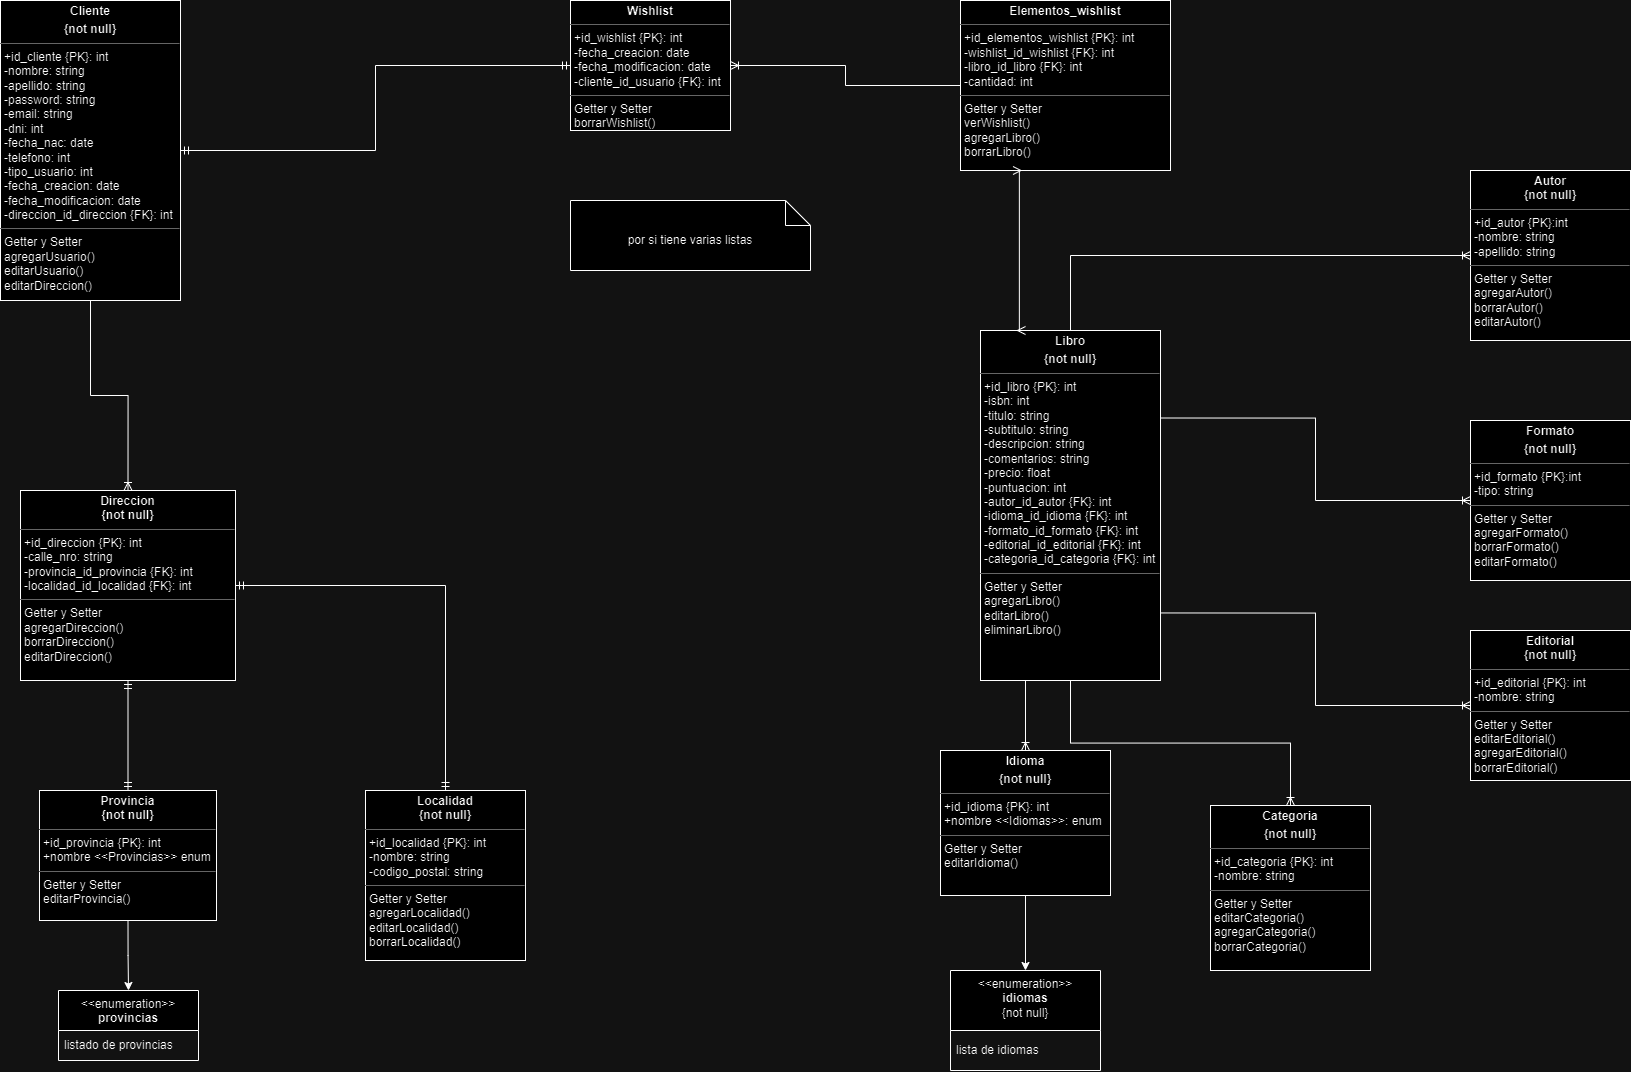 Cliente
{not null}
+id_cliente {PK}: int
-nombre: string
-apellido: string
-password: string
-email: string
-dni: int
-fecha_nac: date
-telefono: int
-tipo_usuario: int
-fecha_creacion: date
-fecha_modificacion: date
-direccion_id_direccion {FK}: int
Getter y Setter
agregarUsuario()
editarUsuario()
editarDireccion()
Wishlist
+id_wishlist {PK}: int
-fecha_creacion: date
-fecha_modificacion: date
-cliente_id_usuario {FK}: int
Getter y Setter
borrarWishlist()
Elementos_wishlist
+id_elementos_wishlist {PK}: int
-wishlist_id_wishlist {FK}: int
-libro_id_libro {FK}: int
-cantidad: int
Getter y Setter
verWishlist()
agregarLibro()
borrarLibro()
por si tiene varias listas
Autor
{not null}
+id_autor {PK}:int
-nombre: string
-apellido: string
Getter y Setter
agregarAutor()
borrarAutor()
editarAutor()
Libro
{not null}
+id_libro {PK}: int
-isbn: int
-titulo: string
-subtitulo: string
-descripcion: string
-comentarios: string
-precio: float
-puntuacion: int
-autor_id_autor {FK}: int
-idioma_id_idioma {FK}: int
-formato_id_formato {FK}: int
-editorial_id_editorial {FK}: int
-categoria_id_categoria {FK}: int
Getter y Setter
agregarLibro()
editarLibro()
eliminarLibro()
Formato
{not null}
+id_formato {PK}:int
-tipo: string
Getter y Setter
agregarFormato()
borrarFormato()
editarFormato()
Direccion
{not null}
+id_direccion {PK}: int
-calle_nro: string
-provincia_id_provincia {FK}: int
-localidad_id_localidad {FK}: int
Getter y Setter
agregarDireccion()
borrarDireccion()
editarDireccion()
Editorial
{not null}
+id_editorial {PK}: int
-nombre: string
Getter y Setter
editarEditorial()
agregarEditorial()
borrarEditorial()
Provincia
{not null}
+id_provincia {PK}: int
+nombre <<Provincias>> enum
Getter y Setter
editarProvincia()
Localidad
{not null}
+id_localidad {PK}: int
-nombre: string
-codigo_postal: string
Getter y Setter
agregarLocalidad()
editarLocalidad()
borrarLocalidad()
Idioma
{not null}
+id_idioma {PK}: int
+nombre <<Idiomas>>: enum
Getter y Setter
editarIdioma()
Categoria
{not null}
+id_categoria {PK}: int
-nombre: string
Getter y Setter
editarCategoria()
agregarCategoria()
borrarCategoria()
<<enumeration>>
provincias
listado de provincias
<<enumeration>>
idiomas
{not null}
lista de idiomas